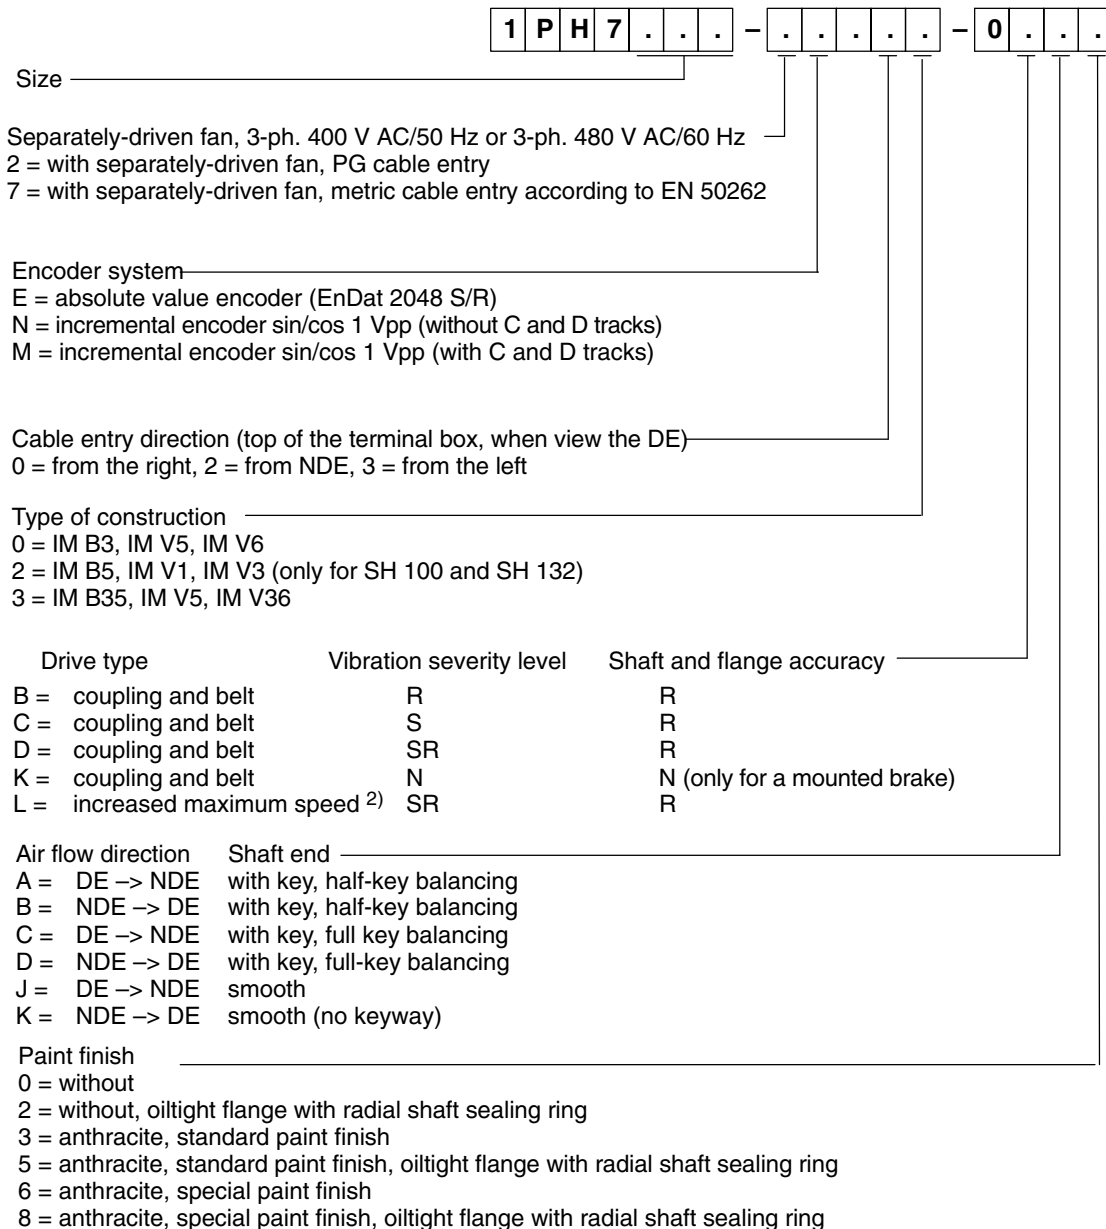 1 P H 7 . . . – . . . . . – 0 . . .
Size
Separately-driven fan, 3-ph. 400 V AC/50 Hz or 3-ph. 480 V AC/60 Hz
2 = with separately-driven fan, PG cable entry
7 = with separately-driven fan, metric cable entry according to EN 50262
Encoder system
E = absolute value encoder (EnDat 2048 S/R)
N = incremental encoder sin/cos 1 Vpp (without C and D tracks)
M = incremental encoder sin/cos 1 Vpp (with C and D tracks)
Cable entry direction (top of the terminal box, when view the DE)
0 = from the right, 2 = from NDE, 3 = from the left
Type of construction
0 = IM B3, IM V5, IM V6
2 = IM B5, IM V1, IM V3 (only for SH 100 and SH 132)
3 = IM B35, IM V5, IM V36
Drive type Vibration severity level Shaft and flange accuracy
B = coupling and belt R R
C = coupling and belt S R
D = coupling and belt SR R
K = coupling and belt N N (only for a mounted brake)
L = increased maximum speed 2) SR R
Air flow direction Shaft end
A = DE –> NDE with key, half-key balancing
B = NDE –> DE with key, half-key balancing
C = DE –> NDE with key, full key balancing
D = NDE –> DE with key, full-key balancing
J = DE –> NDE smooth
K = NDE –> DE smooth (no keyway)
Paint finish
0 = without
2 = without, oiltight flange with radial shaft sealing ring
3 = anthracite, standard paint finish
5 = anthracite, standard paint finish, oiltight flange with radial shaft sealing ring
6 = anthracite, special paint finish
8 = anthracite, special paint finish, oiltight flange with radial shaft sealing ring